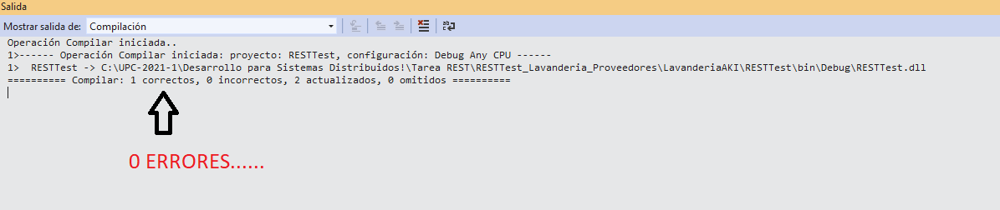 Salida
Mostrar salida de: Compilación
Operación Compilar iniciada..
1>------ Operación Compilar iniciada: proyecto: RESTTest, configuración: Debug Any CPU ------
1>  RESTTest -> C:\UPC-2021-1\Desarrollo para Sistemas Distribuidos!\Tarea REST\RESTTest_Lavanderia_Proveedores\LavanderiaAKI\RESTTest\bin\Debug\RESTTest.dll
========== Compilar: 1 correctos, 0 incorrectos, 2 actualizados, 0 omitidos ==========
0 ERRORES......